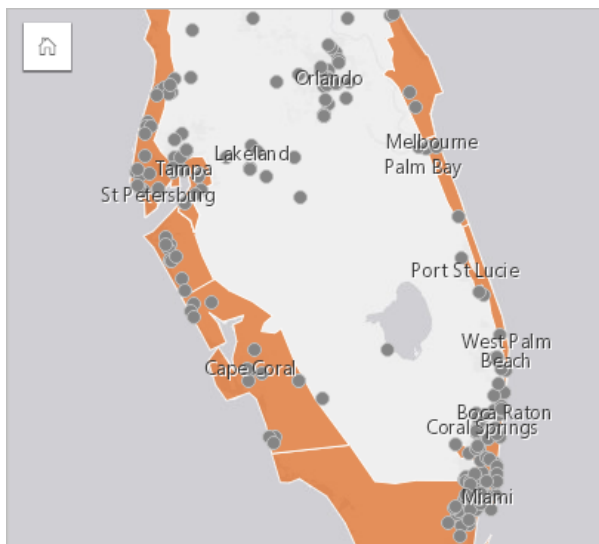 Orlando
Melbourne
Lakeland
Tampa
Palm Bay
St Petersburg
Port St Lucie
West Palm
Beach
Cape Coral
Boca Raton
Coral Springs
Miami